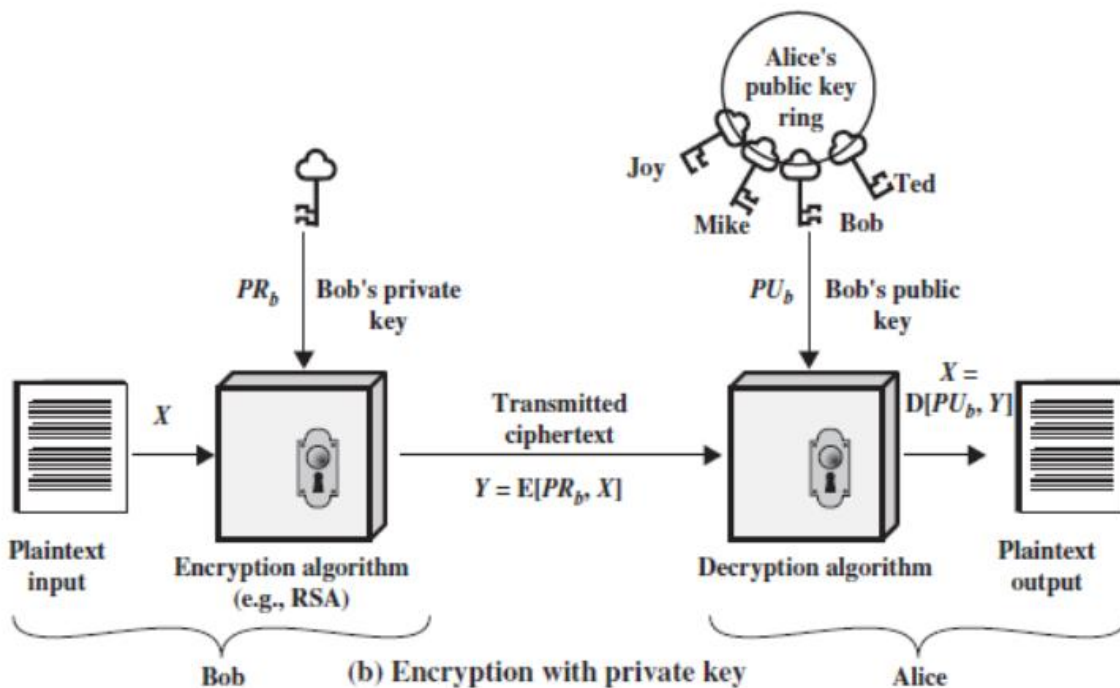 Alice's
public key
ring
Joy
Ted
Mike
Bob
PRb
Bob's private
key
PUb
Bob's public
key
X
Transmitted
ciphertext
Y = E[PRb, X]
X =
D[PUb, Y]
Plaintext
input
Encryption algorithm
(e.g., RSA)
Decryption algorithm
Plaintext
output
Bob
(b) Encryption with private key
Alice